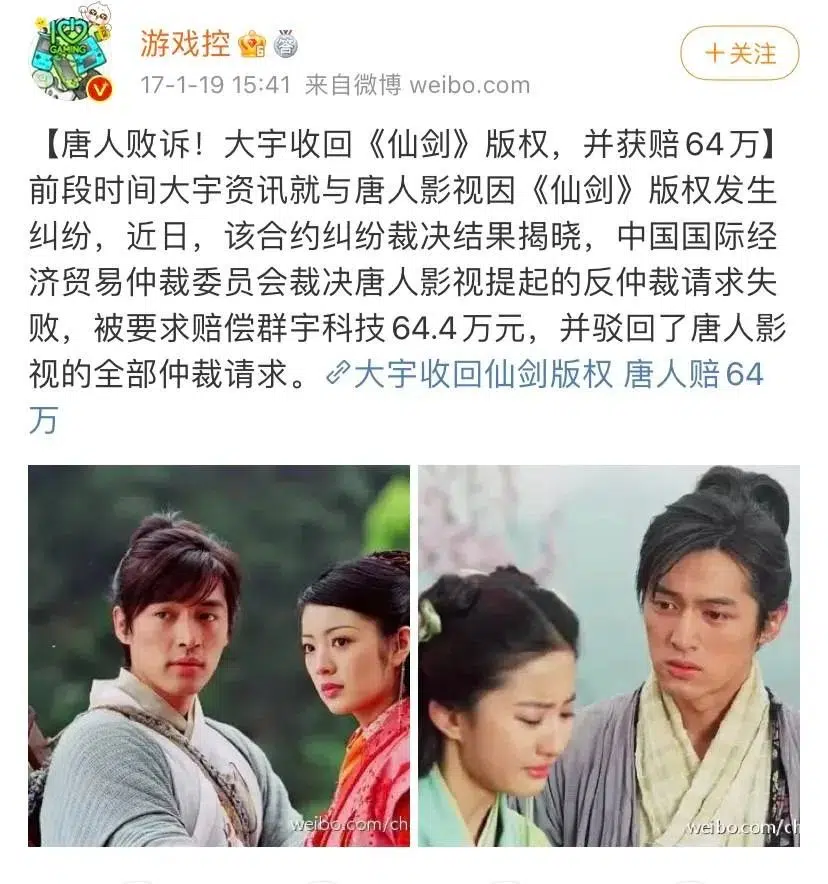 I
GAMING
V
游戏控
答
+关注
17-1-19 15:41 来自微博 weibo.com
【唐人败诉！大宇收回《仙剑》版权，并获赔64万】
前段时间大宇资讯就与唐人影视因《仙剑》版权发生
纠纷，近日，该合约纠纷裁决结果揭晓，中国国际经
济贸易仲裁委员会裁决唐人影视提起的反仲裁请求失
败，被要求赔偿群宇科技64.4万元，并驳回了唐人影
视的全部仲裁请求。大宇收回仙剑版权 唐人赔64
万
weibo.com/ch
weibo.com/ch